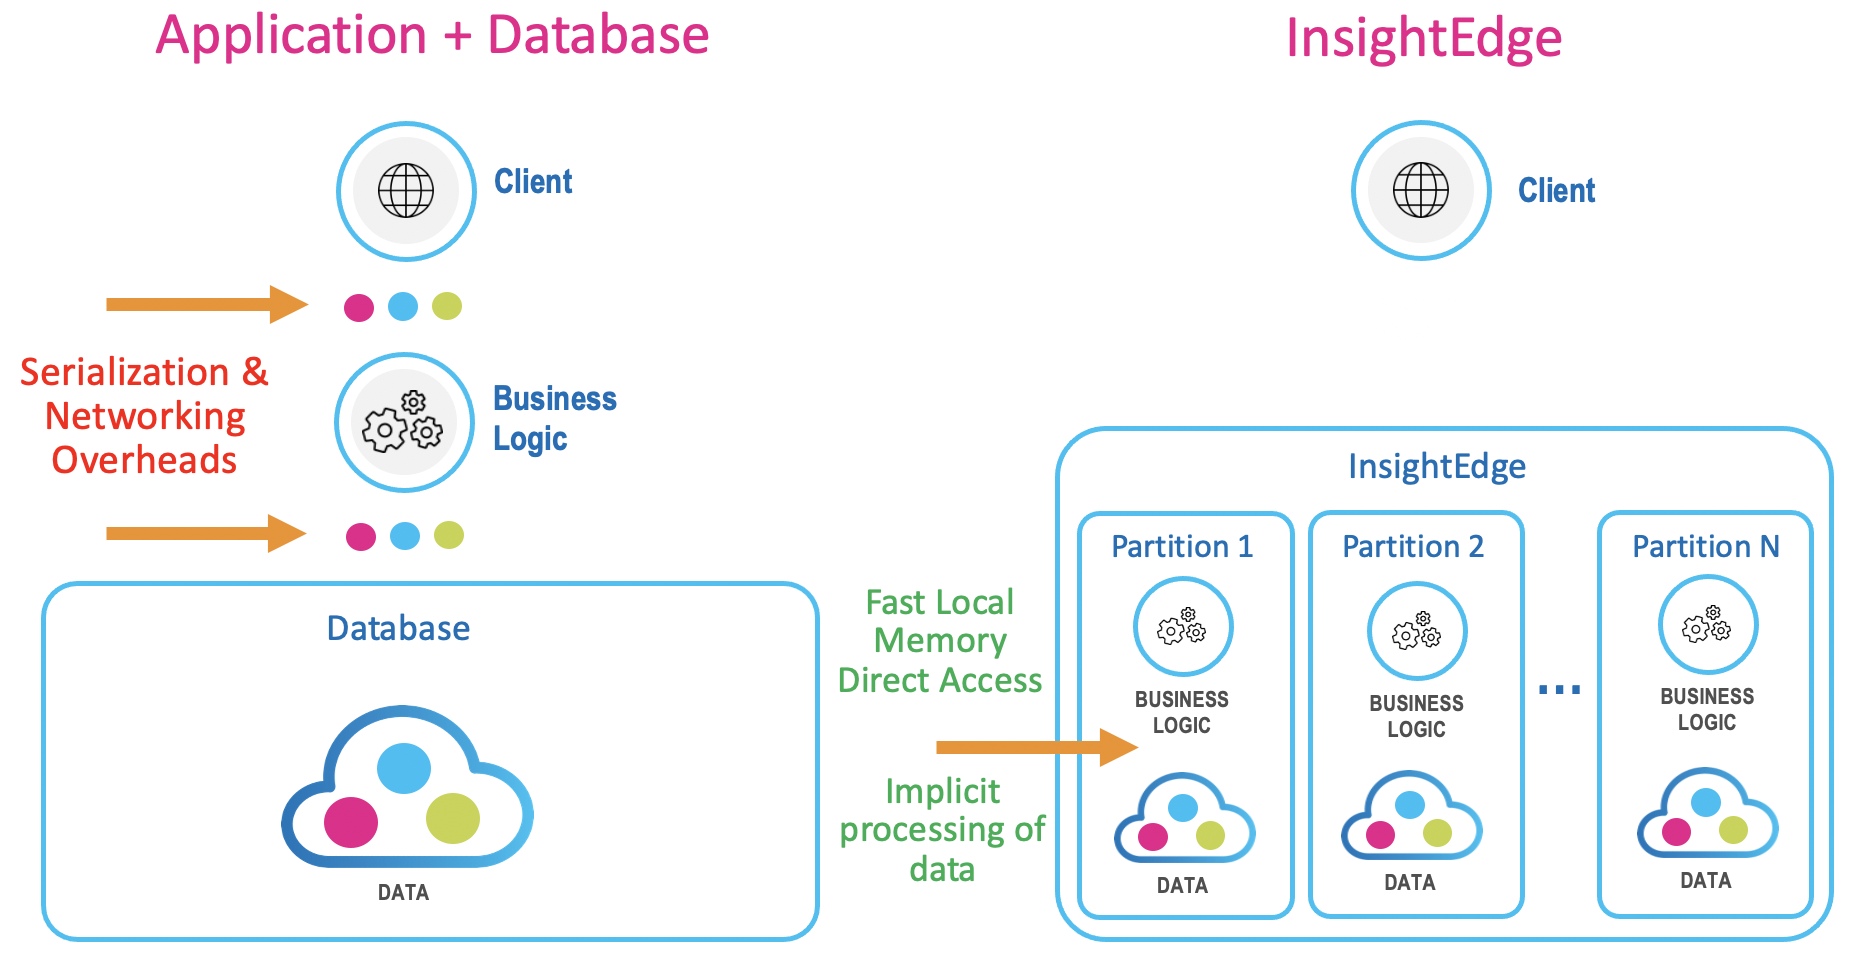 Application + Database
Client
Serialization &
Networking
Overheads
Business
Logic
Database
DATA
InsightEdge
Client
Fast Local
Memory
Direct Access
Implicit
processing of
data
InsightEdge
Partition 1
BUSINESS
LOGIC
DATA
Partition 2
BUSINESS
LOGIC
DATA
...
Partition N
BUSINESS
LOGIC
DATA